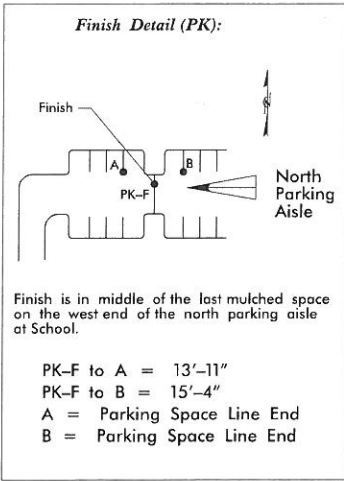 Finish Detail (PK):
Finish
A
B
PK–F
North
Parking
Aisle
Finish is in middle of the last mulched space
on the west end of the north parking aisle
at School.
PK–F to A = 13'–11"
PK–F to B = 15'–4"
A = Parking Space Line End
B = Parking Space Line End